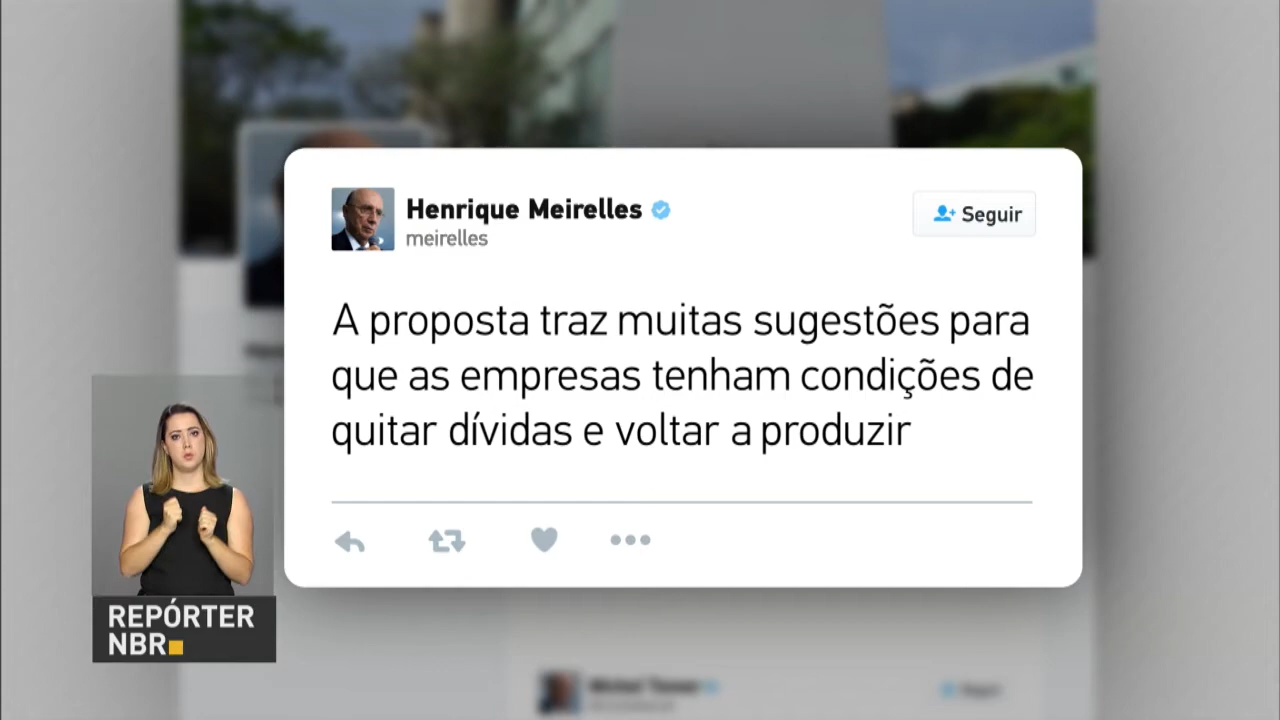 Henrique Meirelles
meirelles
Seguir
A proposta traz muitas sugestões para
que as empresas tenham condições de
quitar dívidas e voltar a produzir
REPÓRTER
NBR